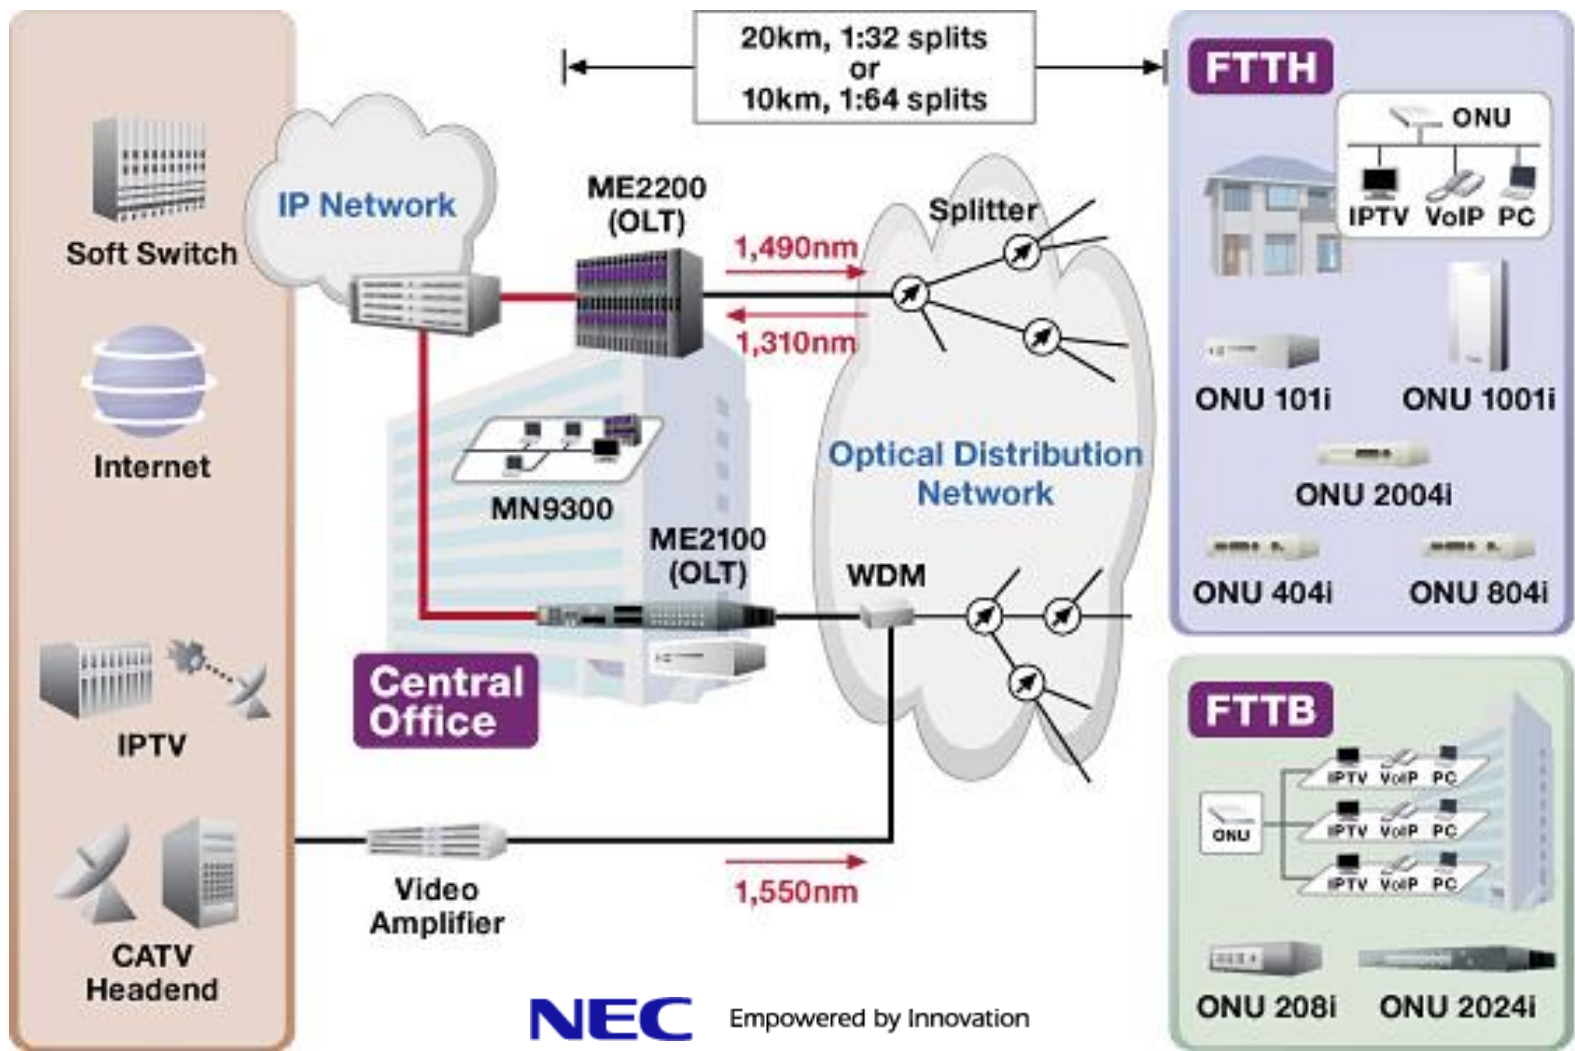 20km, 1:32 splits
or
10km, 1:64 splits
Soft Switch
Internet
IPTV
CATV
Headend
IP Network
ME2200
(OLT)
1,490nm
1,310nm
Splitter
MN9300
ME2100
(OLT)
Optical Distribution
Network
WDM
Central
Office
Video
Amplifier
1,550nm
FTTH
ONU
IPTV VoIP PC
ONU 101i
ONU 1001i
ONU 2004i
ONU 404i
ONU 804i
FTTB
IPTV VoIP PC
ONU
IPTV VoIP PC
IPTV VoIP PC
ONU 208i
ONU 2024i
NEC
Empowered by Innovation